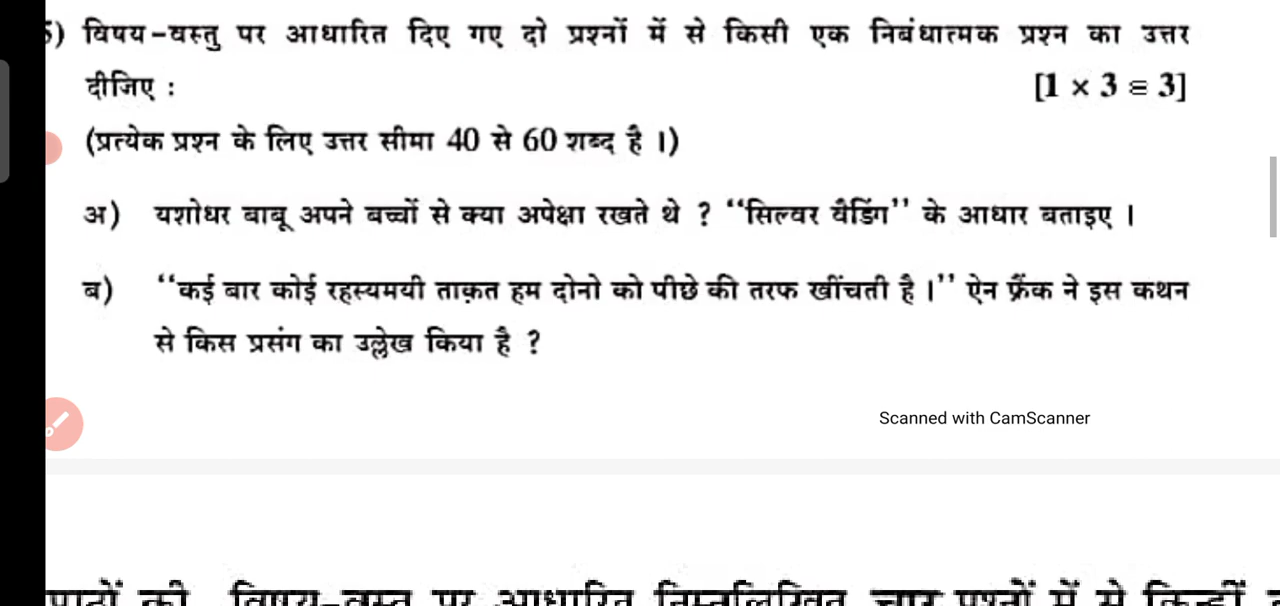 5) विषय-वस्तु पर आधारित दिए गए दो प्रश्नों में से किसी एक निबंधात्मक प्रश्न का उत्तर
दीजिए : [1 × 3 = 3]
(प्रत्येक प्रश्न के लिए उत्तर सीमा 40 से 60 शब्द है ।)
अ) यशोधर बाबू अपने बच्चों से क्या अपेक्षा रखते थे ? “सिल्वर वैडिंग” के आधार बताइए ।
ब) “कई बार कोई रहस्यमयी ताक़त हम दोनो को पीछे की तरफ खींचती है ।” ऐन फ्रैंक ने इस कथन
से किस प्रसंग का उल्लेख किया है ?
Scanned with CamScanner
पाठों की विषय-वस्तु पर आधारित निम्नलिखित चार प्रश्नों में से किन्हीं